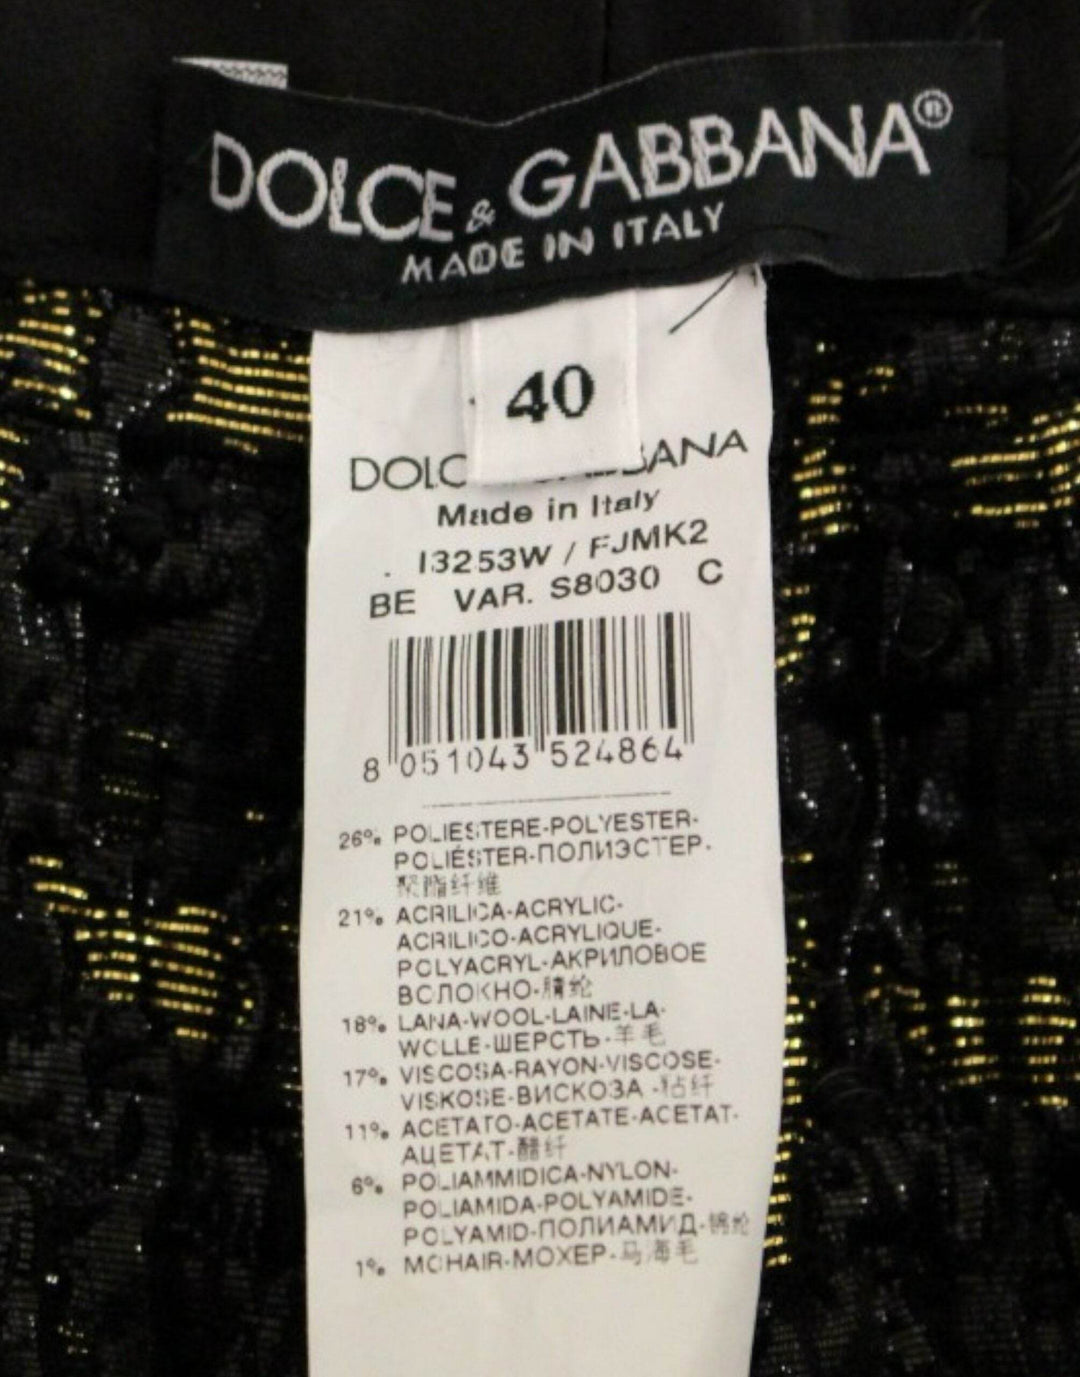 DOLCE & GABBANA®
MADE IN ITALY
40
Made in Italy
I3253W / FJMK2
BE VAR. S8030 C
8 051043 524864
26% POLIESTERE-POLYESTER-
POLIÉSTER-ПОЛИЭСТЕР-
聚酯纤维
21% ACRILICA-ACRYLIC-
ACRILICO-ACRYLIQUE-
POLYACRYL-АКРИЛОВОЕ
ВОЛОКНО-腈纶
18% LANA-WOOL-LAINE-LA-
WOLLE-ШЕРСТЬ-羊毛
17% VISCOSA-RAYON-VISCOSE-
VISKOSE-ВИСКОЗА -粘纤
11% ACETATO-ACETATE-ACETAT-
АЦЕТАТ-醋纤
6% POLIAMMIDICA-NYLON-
POLIAMIDA-POLYAMIDE-
POLYAMID-ПОЛИАМИД-锦纶
1% MOHAIR-МОХЕР-马海毛